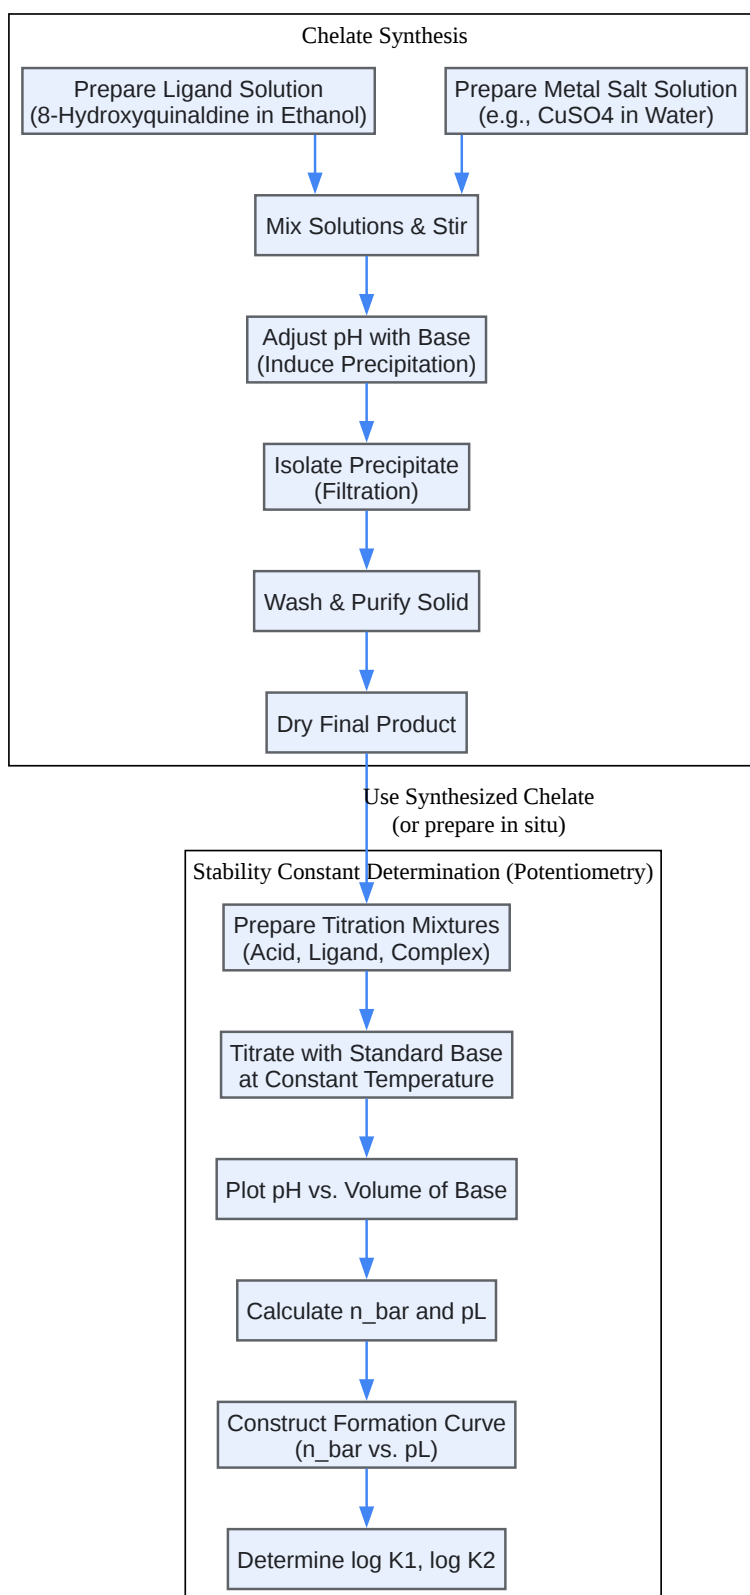 Chelate Synthesis
Prepare Ligand Solution
(8-Hydroxyquinaldine in Ethanol)
Prepare Metal Salt Solution
(e.g., CuSO4 in Water)
Mix Solutions & Stir
Adjust pH with Base
(Induce Precipitation)
Isolate Precipitate
(Filtration)
Wash & Purify Solid
Dry Final Product
Use Synthesized Chelate
(or prepare in situ)
Stability Constant Determination (Potentiometry)
Prepare Titration Mixtures
(Acid, Ligand, Complex)
Titrate with Standard Base
at Constant Temperature
Plot pH vs. Volume of Base
Calculate n_bar and pL
Construct Formation Curve
(n_bar vs. pL)
Determine log K1, log K2